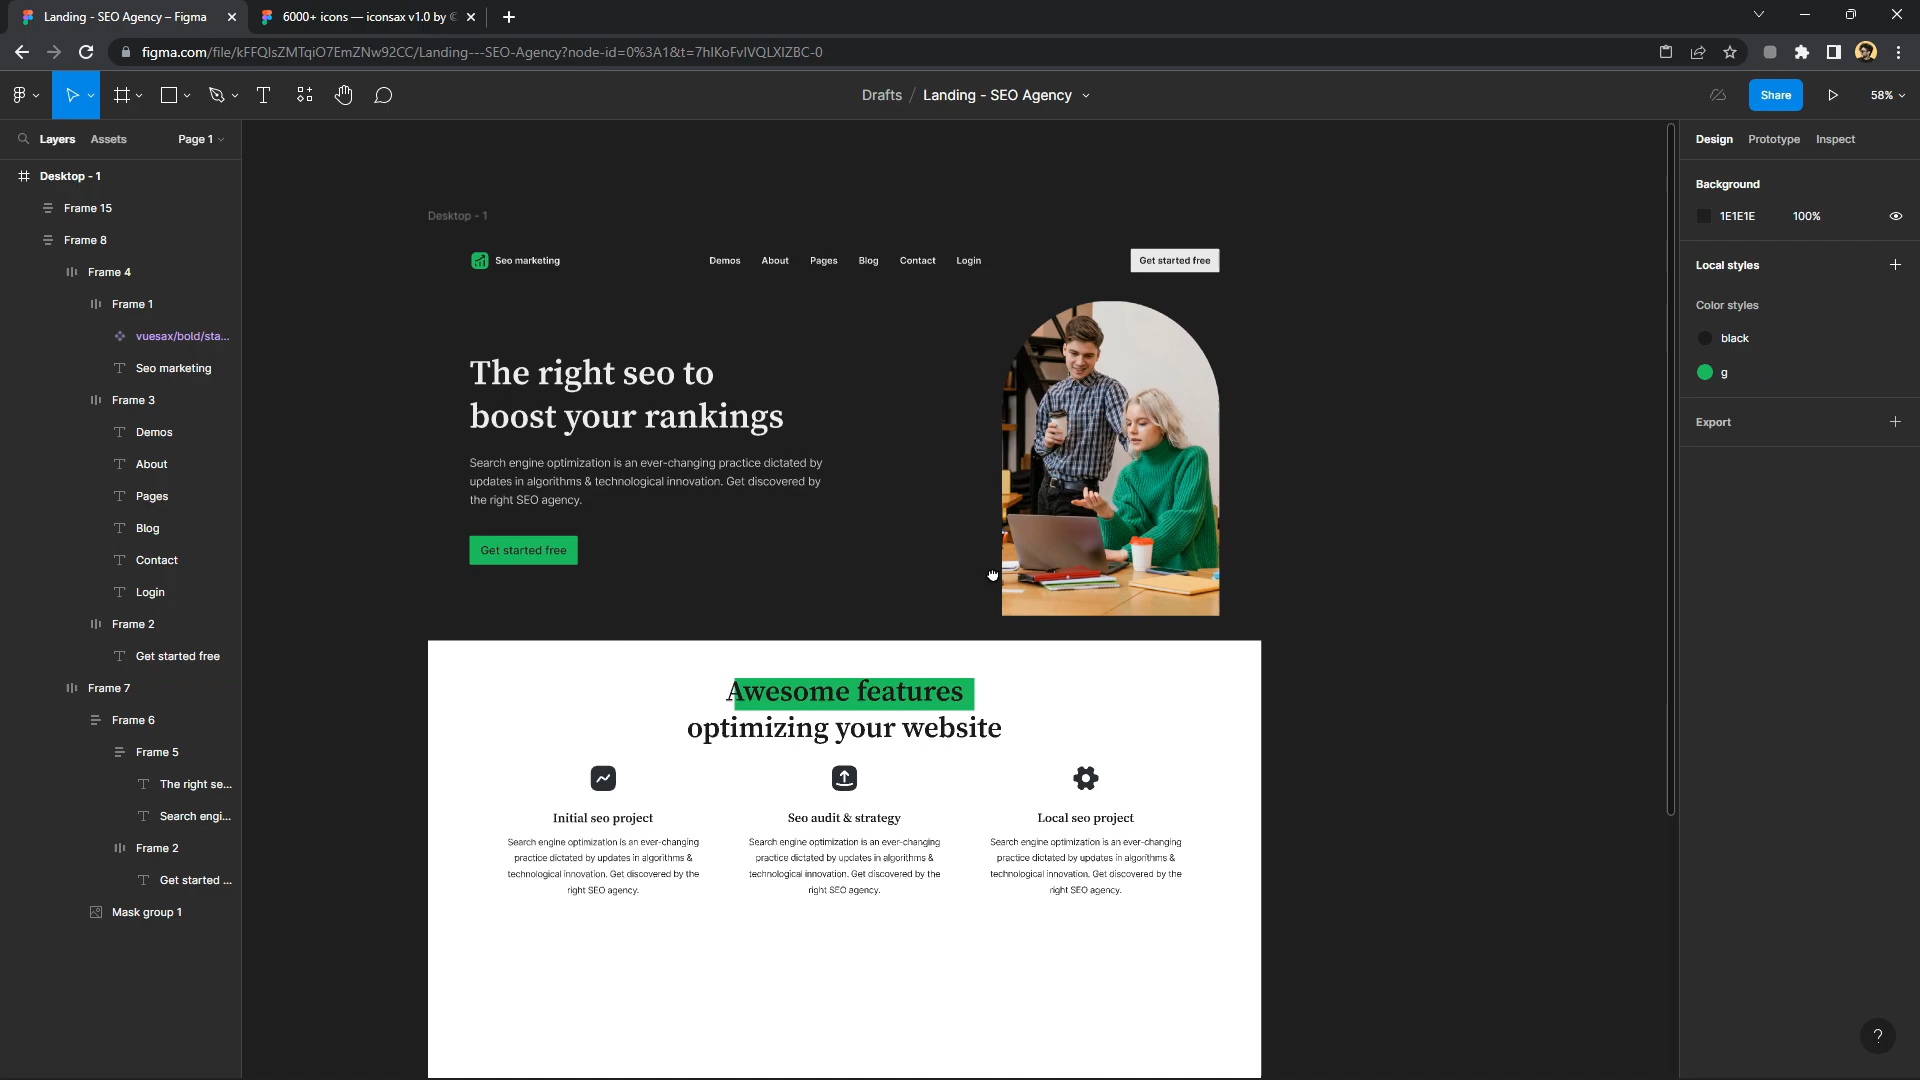 Landing - SEO Agency – Figma
6000+ icons — iconsax v1.0 by
figma.com/file/kFFQlsZMTqiO7EmZNw92CC/Landing---SEO-Agency?node-id=0%3A1&t=7hlKoFvlVQLXlZBC-0
Drafts / Landing - SEO Agency
Share
58%
Layers
Assets
Page 1
Design
Prototype
Inspect
Desktop - 1
Frame 15
Frame 8
Frame 4
Frame 1
vuesax/bold/sta...
Seo marketing
Frame 3
Demos
About
Pages
Blog
Contact
Login
Frame 2
Get started free
Frame 7
Frame 6
Frame 5
The right se...
Search engi...
Frame 2
Get started ...
Mask group 1
Desktop - 1
Seo marketing
Demos
About
Pages
Blog
Contact
Login
Get started free
The right seo to
boost your rankings
Search engine optimization is an ever-changing practice dictated by
updates in algorithms & technological innovation. Get discovered by
the right SEO agency.
Get started free
Awesome features
optimizing your website
Initial seo project
Search engine optimization is an ever-changing
practice dictated by updates in algorithms &
technological innovation. Get discovered by the
right SEO agency.
Seo audit & strategy
Search engine optimization is an ever-changing
practice dictated by updates in algorithms &
technological innovation. Get discovered by the
right SEO agency.
Local seo project
Search engine optimization is an ever-changing
practice dictated by updates in algorithms &
technological innovation. Get discovered by the
right SEO agency.
Background
1E1E1E
100%
Local styles
Color styles
black
g
Export
?